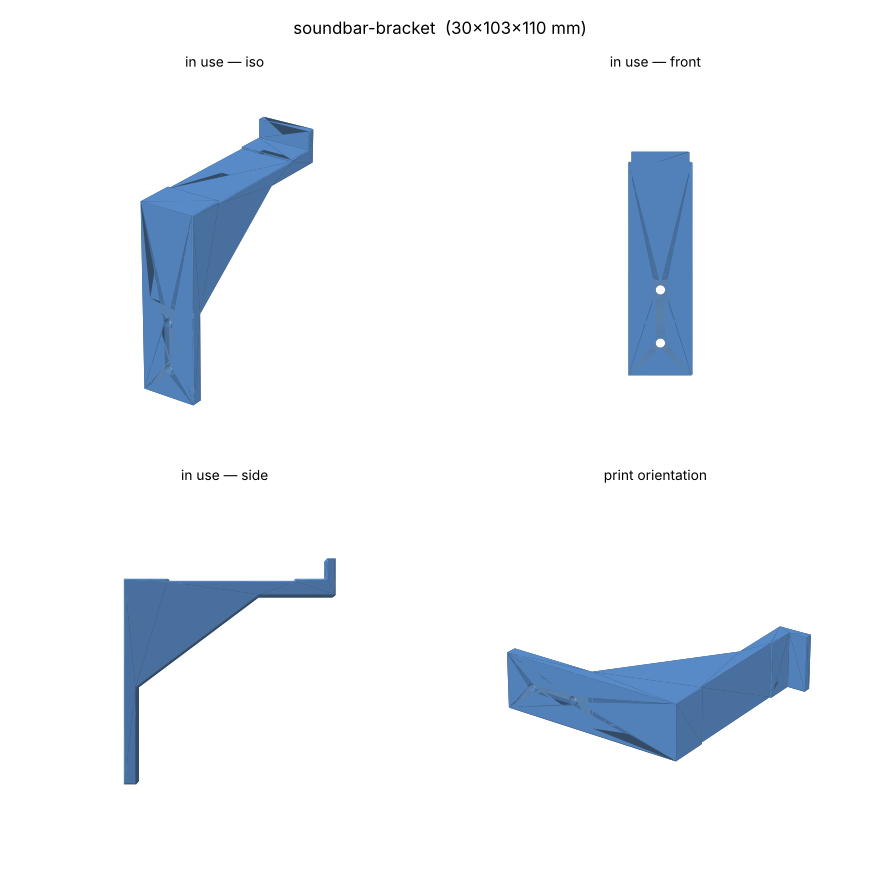 soundbar-bracket (30×103×110 mm)
in use — iso
in use — front
in use — side
print orientation